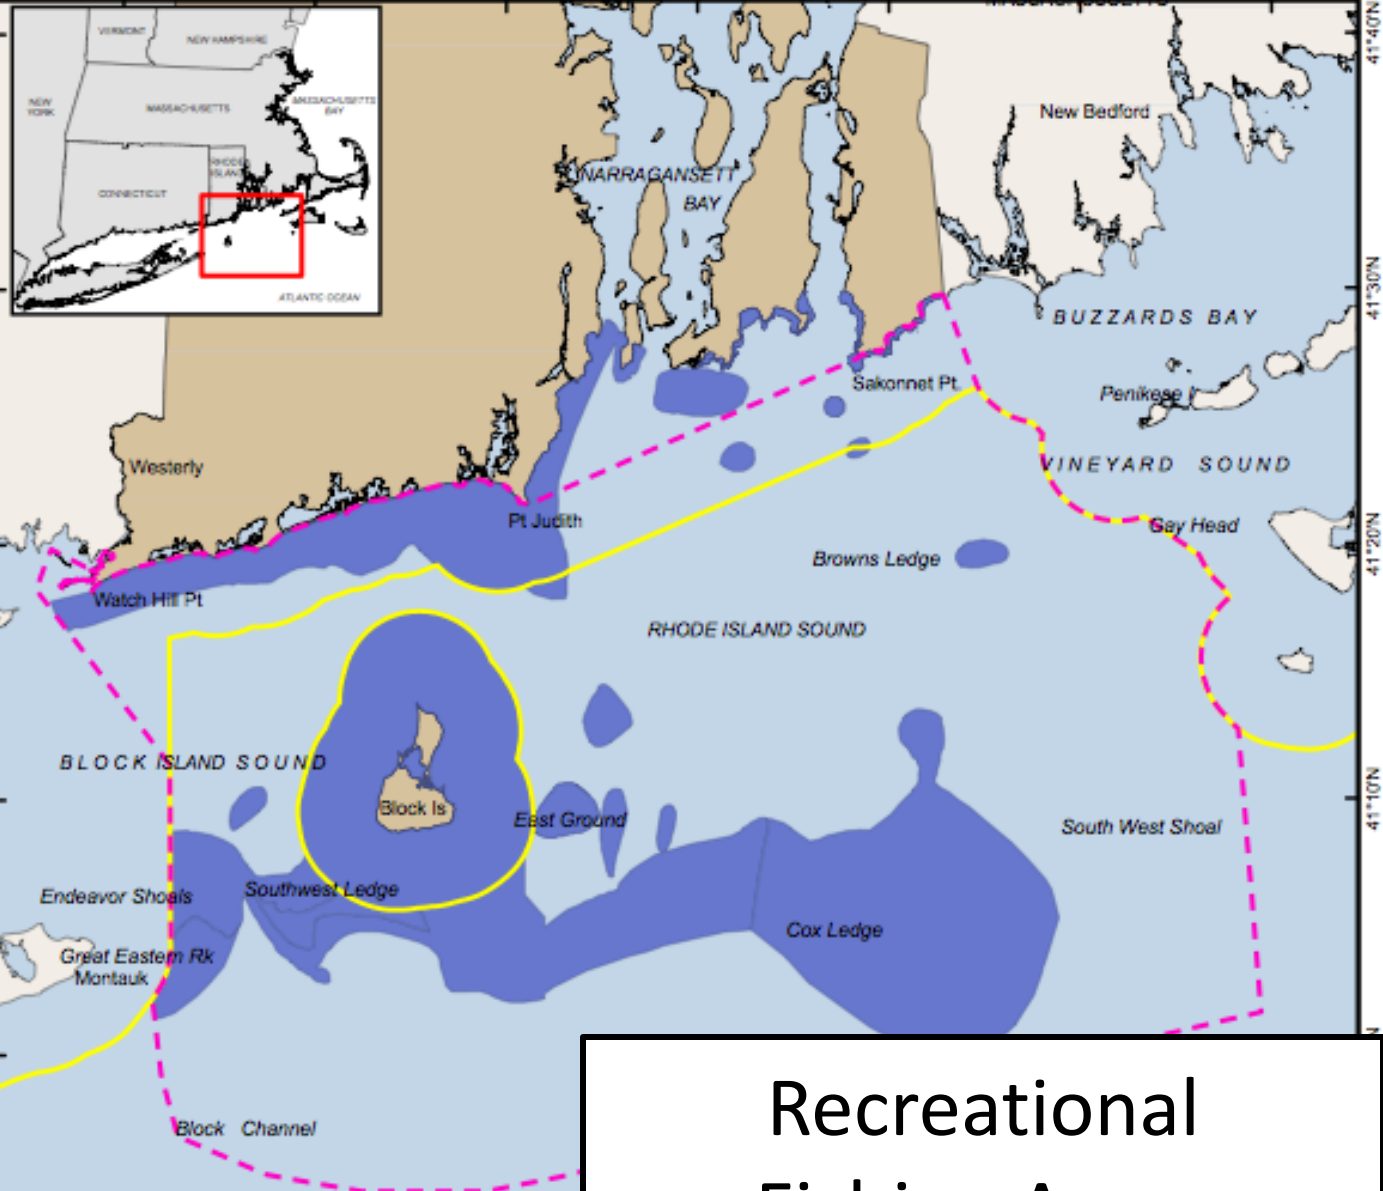 VERMONT
NEW HAMPSHIRE
NEW
YORK
MASSACHUSETTS
MASSACHUSETTS
BAY
RHODE
ISLAND
CONNECTICUT
ATLANTIC OCEAN
MASSACHUSETTS
41°40'N
New Bedford
NARRAGANSETT
BAY
41°30'N
BUZZARDS BAY
Sakonnet Pt.
Penikese I
Westerly
VINEYARD SOUND
Pt Judith
Gay Head
41°20'N
Browns Ledge
Watch Hill Pt
RHODE ISLAND SOUND
BLOCK ISLAND SOUND
Block Is
East Ground
South West Shoal
41°10'N
Endeavor Shoals
Southwest Ledge
Cox Ledge
Great Eastern Rk
Montauk
Block Channel
Recreational